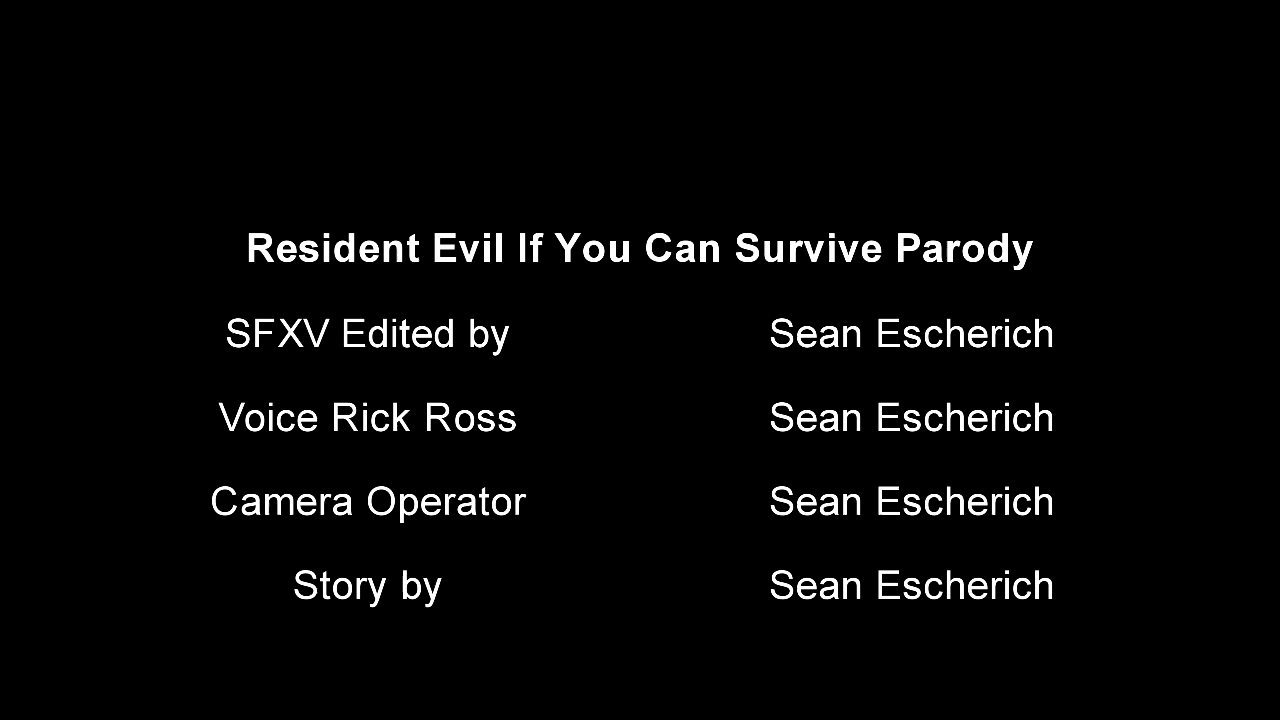 Resident Evil If You Can Survive Parody
SFXV Edited by Sean Escherich
Voice Rick Ross Sean Escherich
Camera Operator Sean Escherich
Story by Sean Escherich